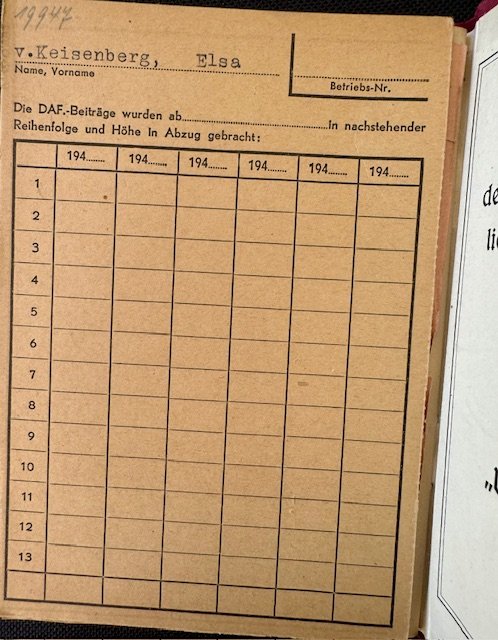 19947.
v.Keisenberg, Elsa
Name, Vorname
Betriebs-Nr.
Die DAF.-Beiträge wurden ab........................In nachstehender
Reihenfolge und Höhe In Abzug gebracht:
194........ 194........ 194........ 194........ 194........ 194........
1
2
3
4
5
6
7
8
9
10
11
12
13
de
lie
„